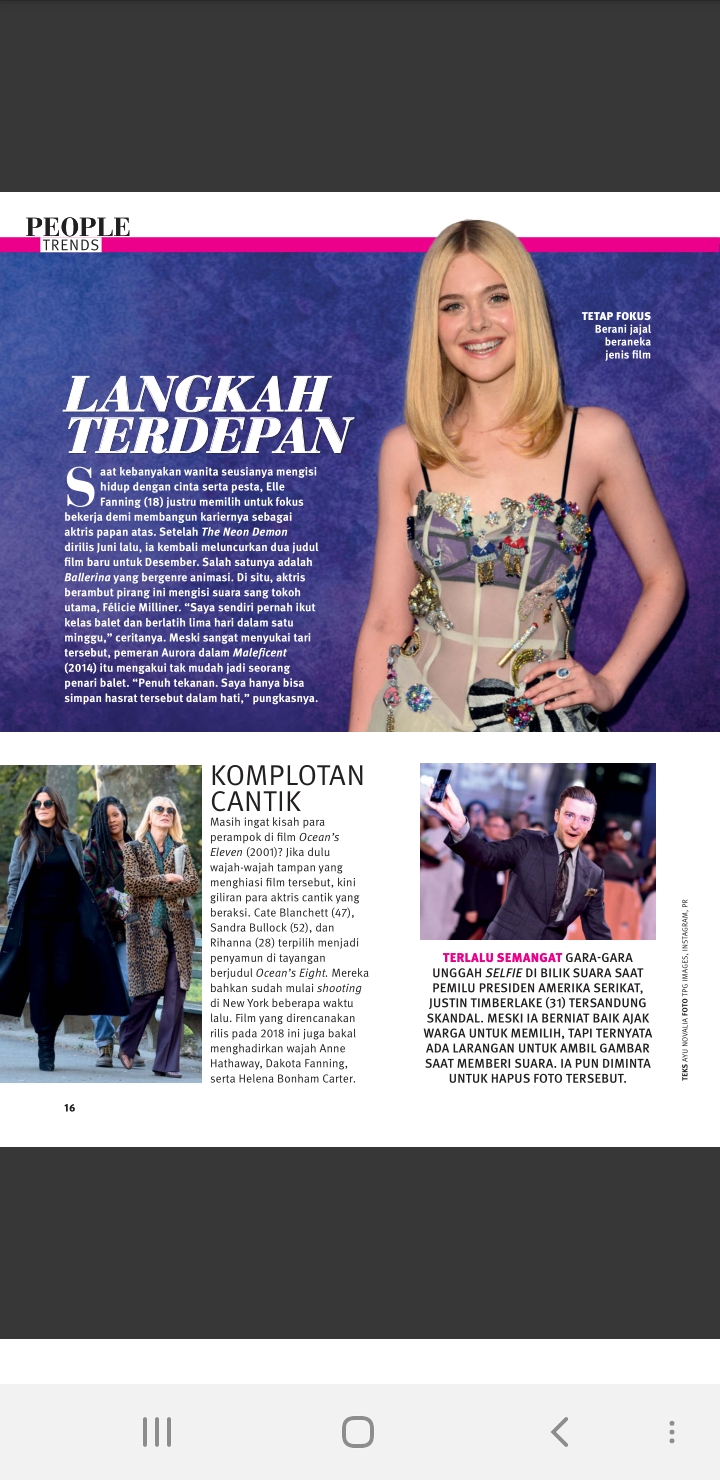 PEOPLE
TRENDS
TETAP FOKUS
Berani jajal
beraneka
jenis film
LANGKAH
TERDEPAN
Saat kebanyakan wanita seusianya mengisi
hidup dengan cinta serta pesta, Elle
Fanning (18) justru memilih untuk fokus
bekerja demi membangun kariernya sebagai
aktris papan atas. Setelah The Neon Demon
dirilis Juni lalu, ia kembali meluncurkan dua judul
film baru untuk Desember. Salah satunya adalah
Ballerina yang bergenre animasi. Di situ, aktris
berambut pirang ini mengisi suara sang tokoh
utama, Félicie Milliner. “Saya sendiri pernah ikut
kelas balet dan berlatih lima hari dalam satu
minggu,” ceritanya. Meski sangat menyukai tari
tersebut, pemeran Aurora dalam Maleficent
(2014) itu mengakui tak mudah jadi seorang
penari balet. “Penuh tekanan. Saya hanya bisa
simpan hasrat tersebut dalam hati,” pungkasnya.
KOMPLOTAN
CANTIK
Masih ingat kisah para
perampok di film Ocean’s
Eleven (2001)? Jika dulu
wajah-wajah tampan yang
menghiasi film tersebut, kini
giliran para aktris cantik yang
beraksi. Cate Blanchett (47),
Sandra Bullock (52), dan
Rihanna (28) terpilih menjadi
penyamun di tayangan
berjudul Ocean’s Eight. Mereka
bahkan sudah mulai shooting
di New York beberapa waktu
lalu. Film yang direncanakan
rilis pada 2018 ini juga bakal
menghadirkan wajah Anne
Hathaway, Dakota Fanning,
serta Helena Bonham Carter.
TERLALU SEMANGAT GARA-GARA
UNGGAH SELFIE DI BILIK SUARA SAAT
PEMILU PRESIDEN AMERIKA SERIKAT,
JUSTIN TIMBERLAKE (31) TERSANDUNG
SKANDAL. MESKI IA BERNIAT BAIK AJAK
WARGA UNTUK MEMILIH, TAPI TERNYATA
ADA LARANGAN UNTUK AMBIL GAMBAR
SAAT MEMBERI SUARA. IA PUN DIMINTA
UNTUK HAPUS FOTO TERSEBUT.
TEKS AYU NOVALIA FOTO TPG IMAGES, INSTAGRAM, PR
16